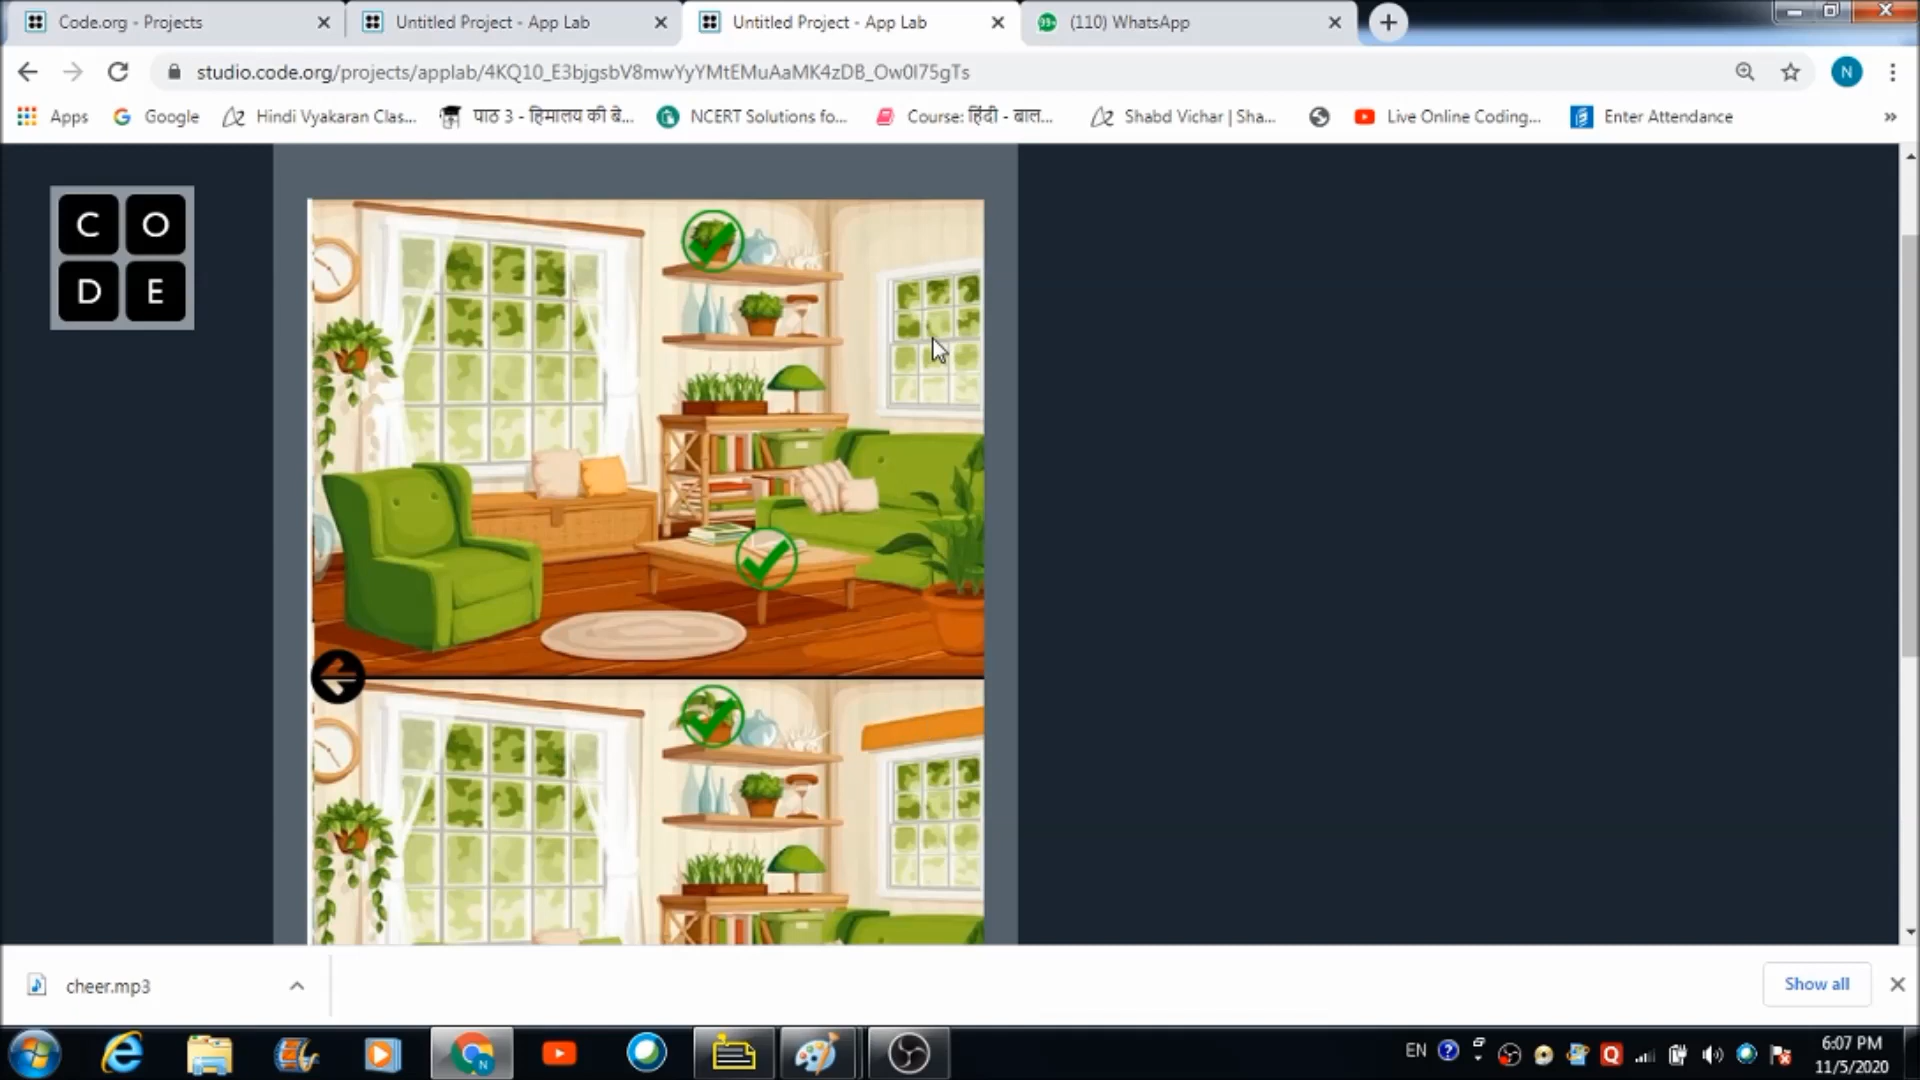 Code.org - Projects
Untitled Project - App Lab
Untitled Project - App Lab
(110) WhatsApp
studio.code.org/projects/applab/4KQ10_E3bjgsbV8mwYyYMtEMuAaMK4zDB_Ow0I75gTs
N
Apps
Google
Hindi Vyakaran Clas...
पाठ 3 - हिमालय की बे...
NCERT Solutions fo...
Course: हिंदी - बाल...
Shabd Vichar | Sha...
Live Online Coding...
Enter Attendance
C O
D E
cheer.mp3
Show all
EN
6:07 PM
11/5/2020